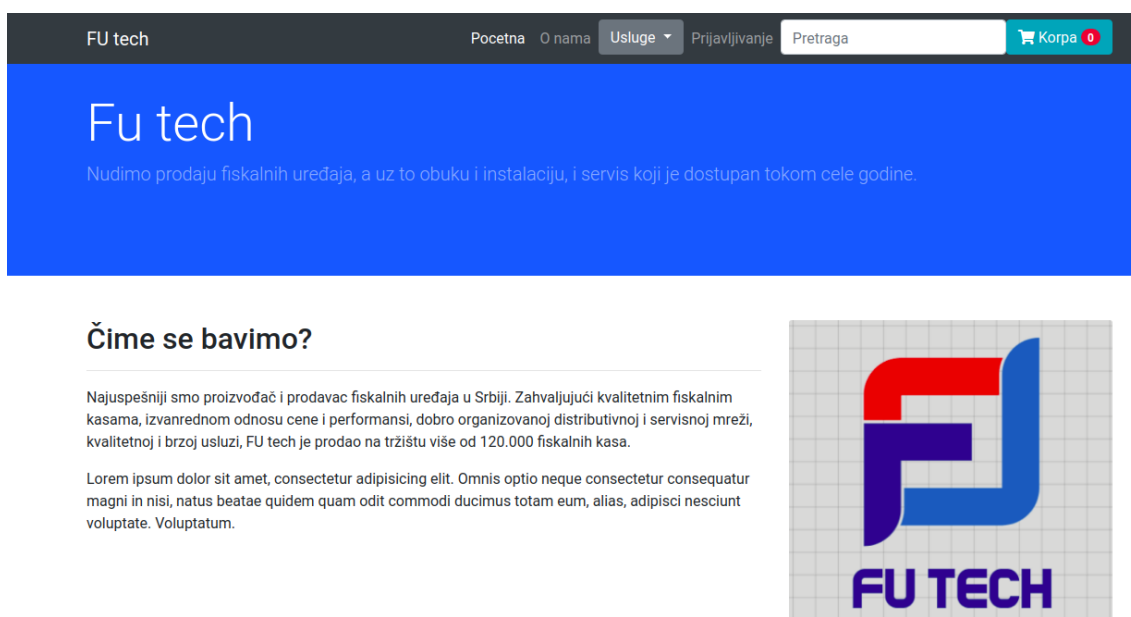 FU tech
Pocetna O nama Usluge Prijavljivanje Pretraga Korpa 0
Fu tech
Nudimo prodaju fiskalnih uređaja, a uz to obuku i instalaciju, i servis koji je dostupan tokom cele godine.
Čime se bavimo?
Najuspešniji smo proizvođač i prodavac fiskalnih uređaja u Srbiji. Zahvaljujući kvalitetnim fiskalnim
kasama, izvanrednom odnosu cene i performansi, dobro organizovanoj distributivnoj i servisnoj mreži,
kvalitetnoj i brzoj usluzi, FU tech je prodao na tržištu više od 120.000 fiskalnih kasa.
Lorem ipsum dolor sit amet, consectetur adipisicing elit. Omnis optio neque consectetur consequatur
magni in nisi, natus beatae quidem quam odit commodi ducimus totam eum, alias, adipisci nesciunt
voluptate. Voluptatum.
FU TECH